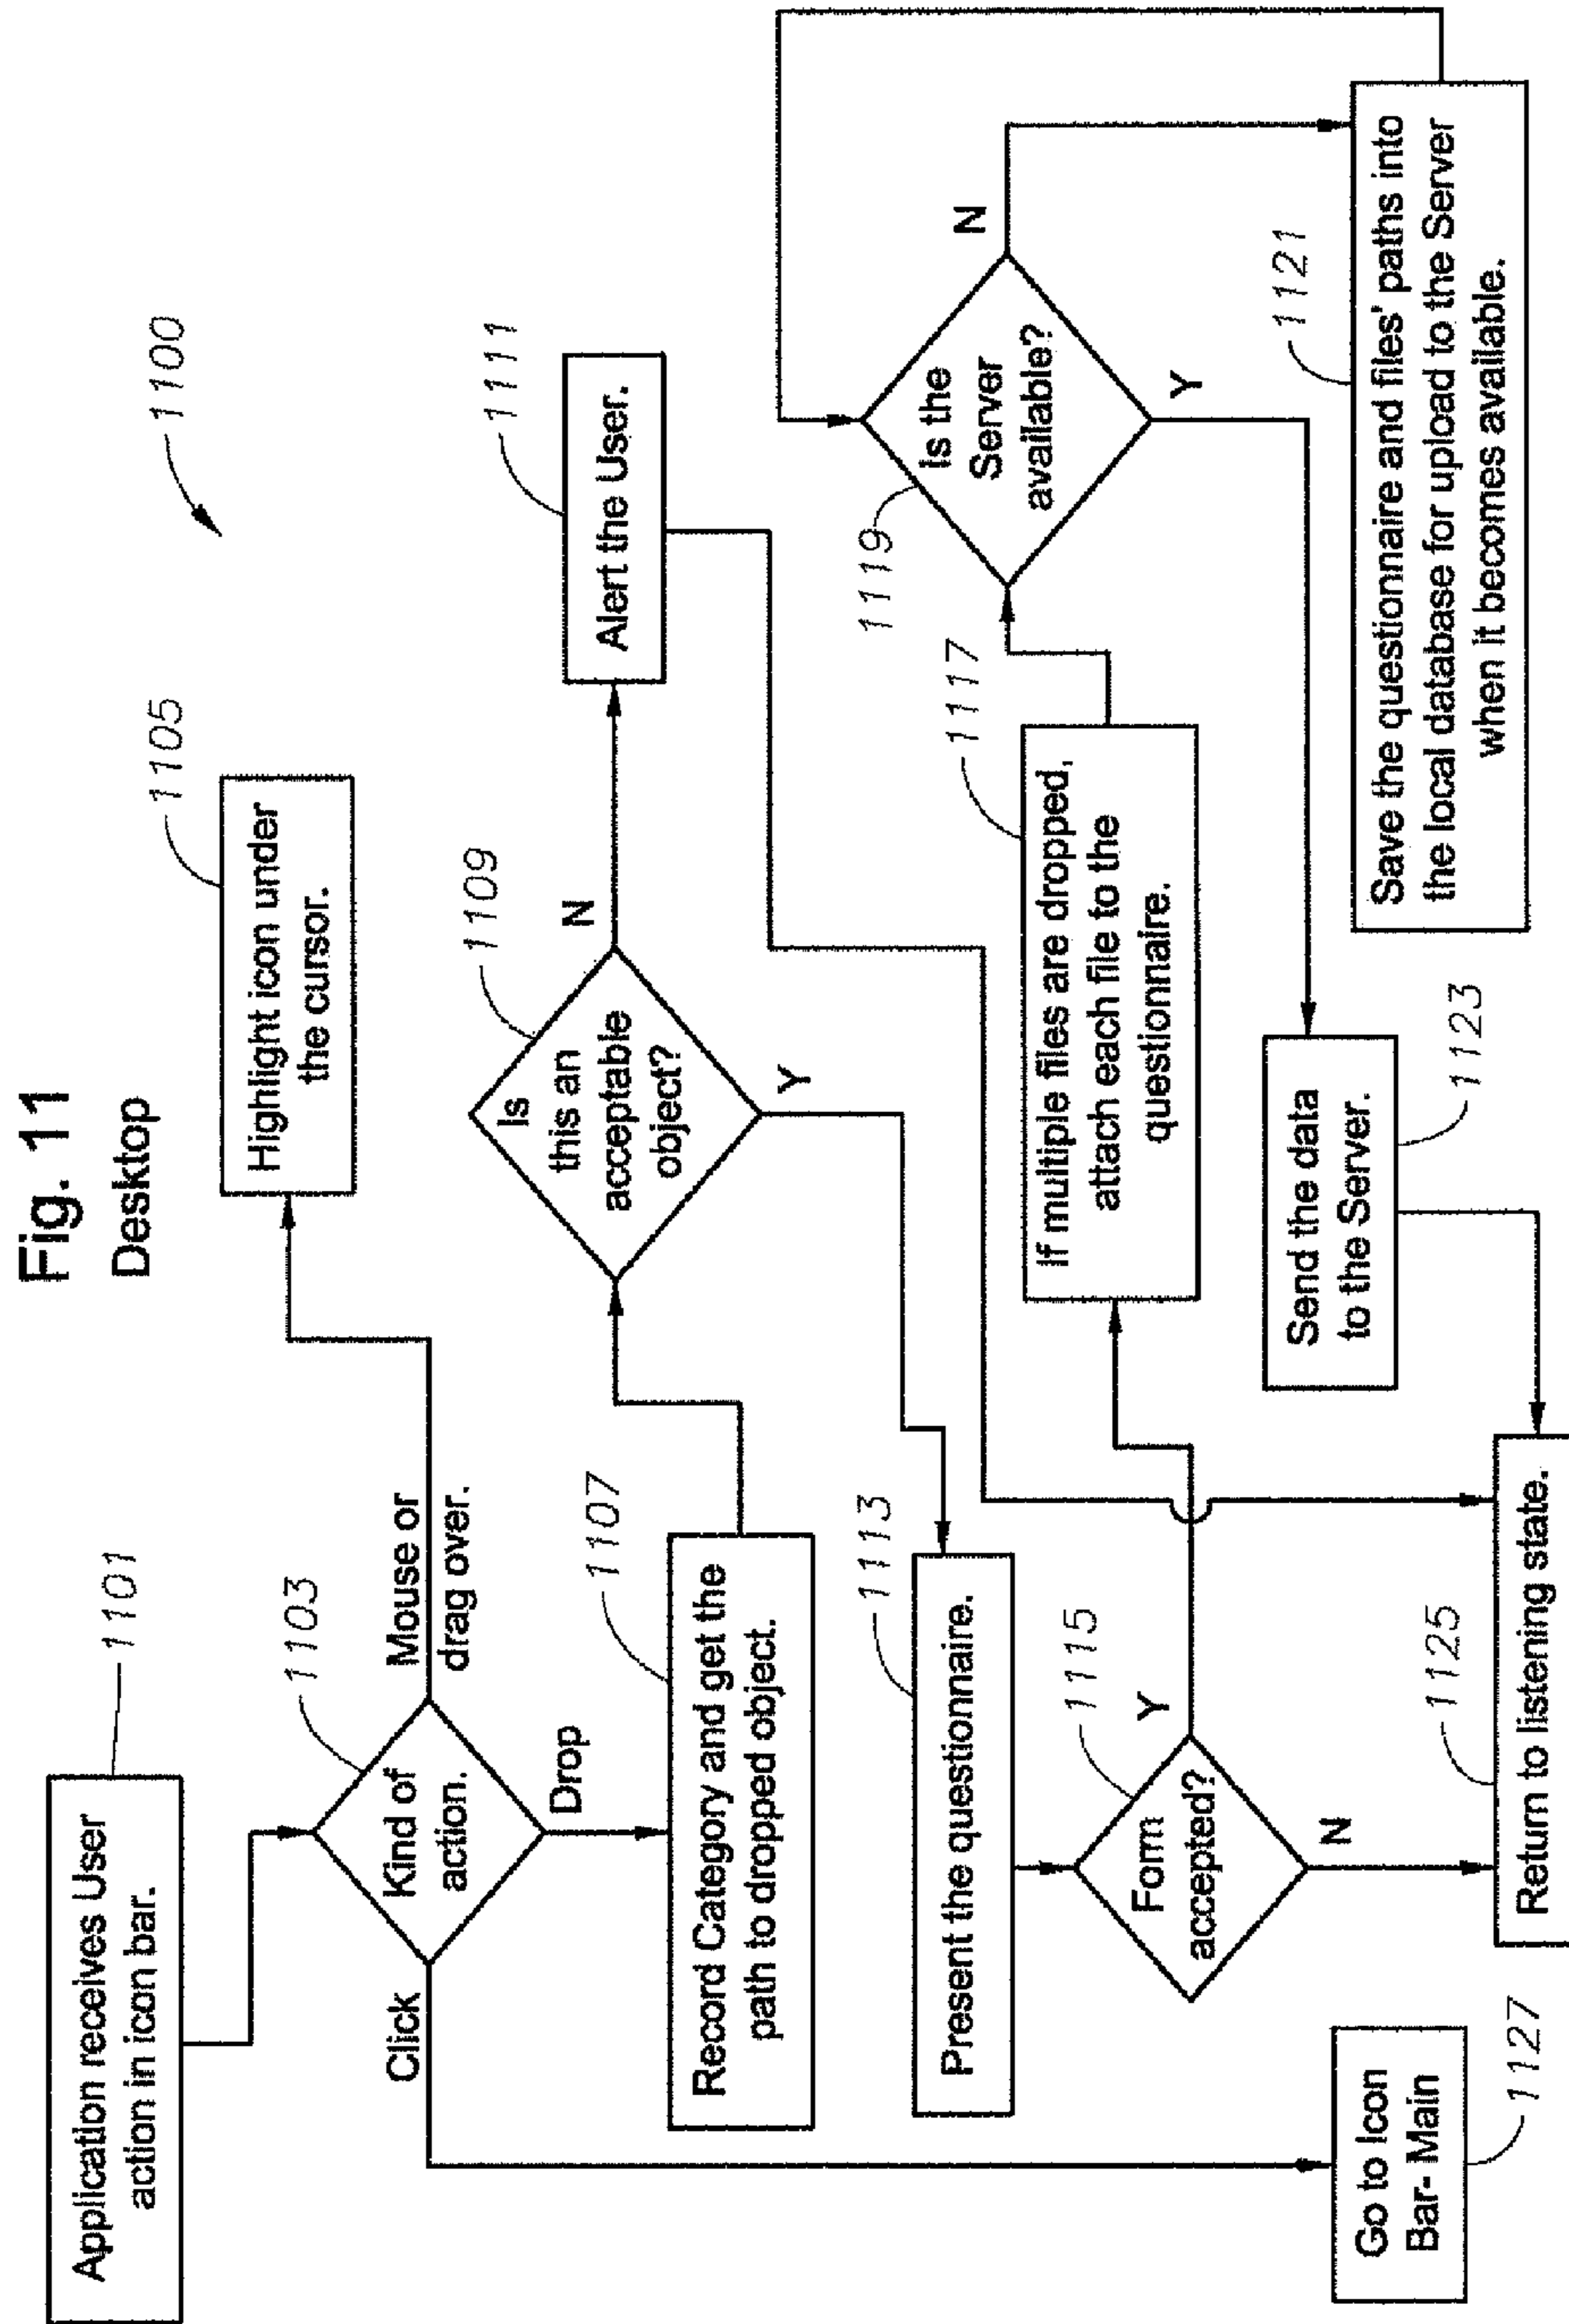 Fig. 11
Desktop
1100
Application receives User
action in icon bar.
1101
Kind of
action.
1103
Mouse or
drag over.
Click
Drop
Highlight icon under
the cursor.
1105
Record Category and get the
path to dropped object.
1107
Is
this an
acceptable
object?
1109
N
Y
Alert the User.
1111
Present the questionnaire.
1113
Form
accepted?
1115
Y
N
If multiple files are dropped,
attach each file to the
questionnaire.
1117
Is the
Server
available?
1119
N
Y
Save the questionnaire and files' paths into
the local database for upload to the Server
when it becomes available.
1121
Send the data
to the Server.
1123
Return to listening state.
1125
Go to Icon
Bar- Main
1127